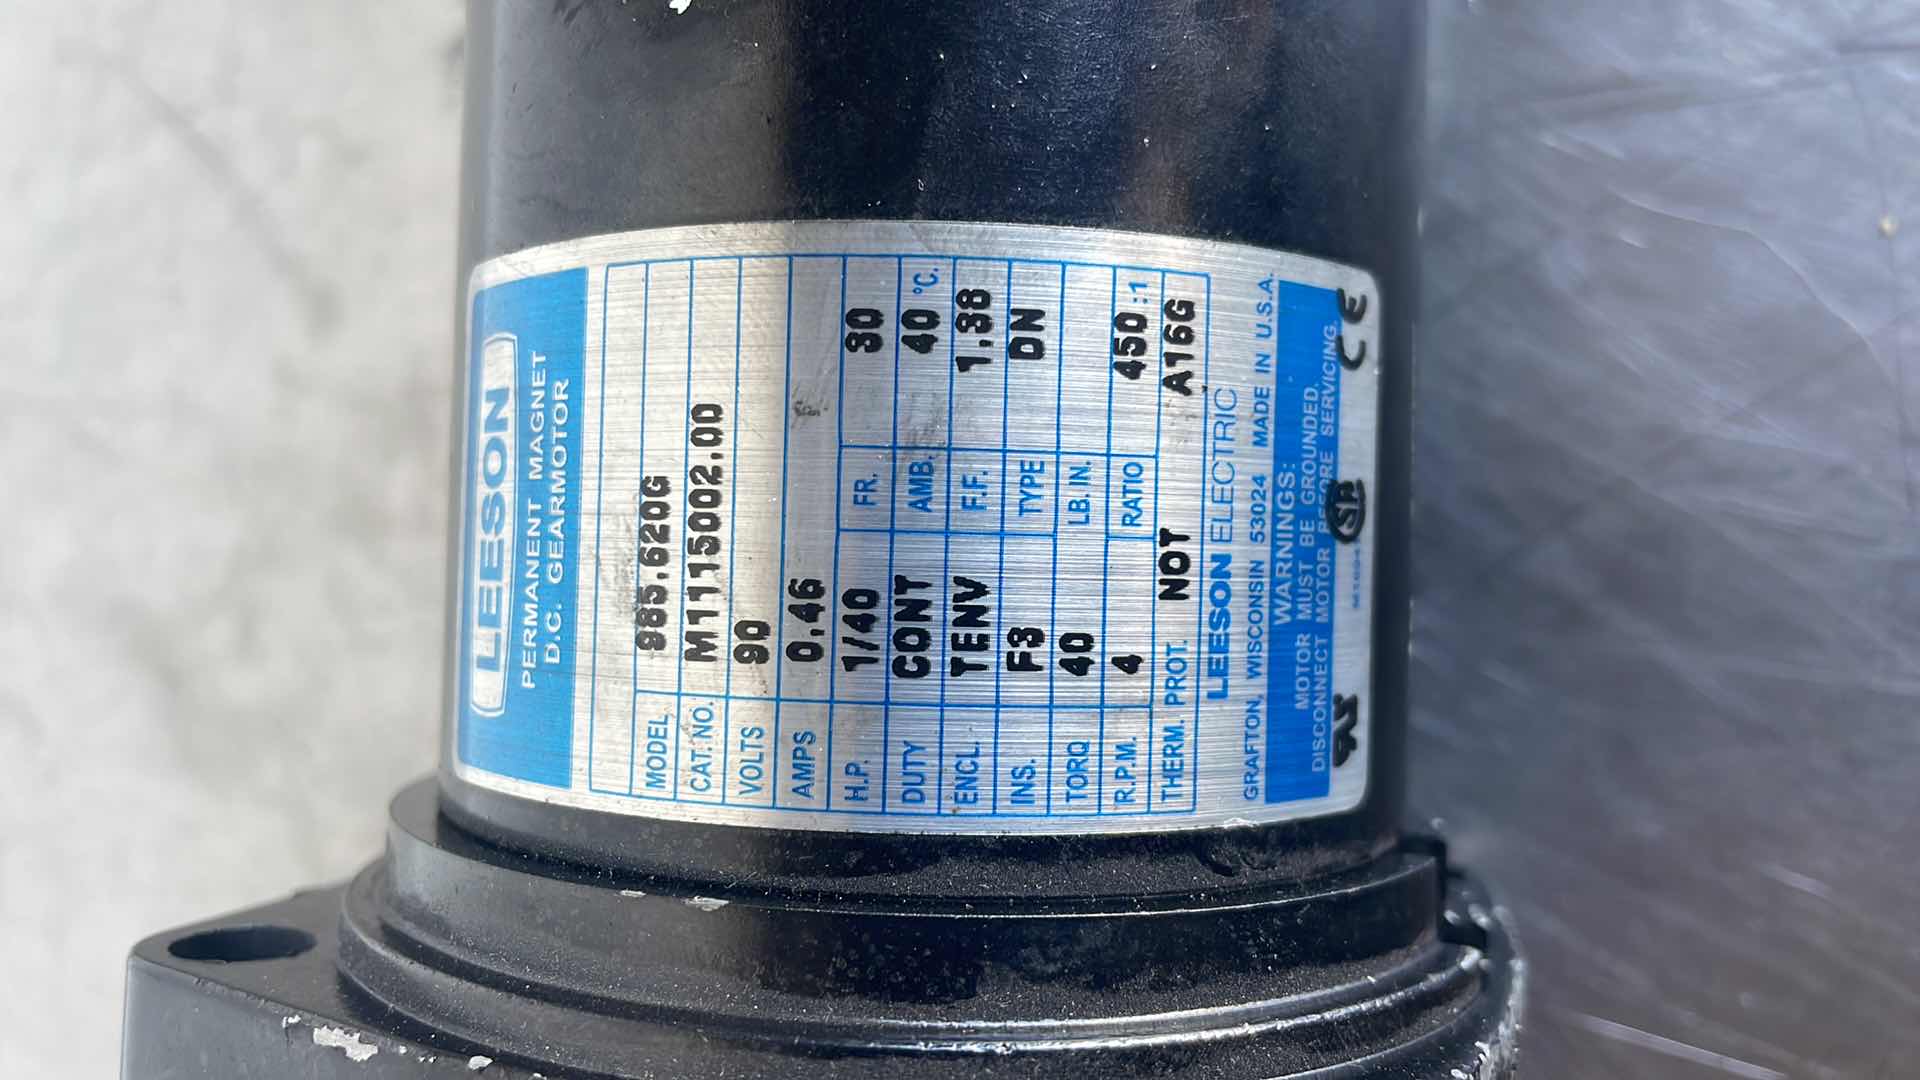 LEESON
PERMANENT MAGNET
D.C. GEARMOTOR
MODEL 985.620G
CAT. NO. M1115002.00
VOLTS 90
AMPS 0.46
H.P. 1/40 FR. 30
DUTY CONT AMB. 40 °C.
ENCL. TENV F.F. 1.38
INS. F3 TYPE DN
TORQ 40 LB. IN.
R.P.M. 4 RATIO 450 :1
THERM. PROT. NOT A16G
LEESON ELECTRIC
GRAFTON, WISCONSIN 53024 MADE IN U.S.A.
WARNINGS:
MOTOR MUST BE GROUNDED.
DISCONNECT MOTOR BEFORE SERVICING.
SA CE